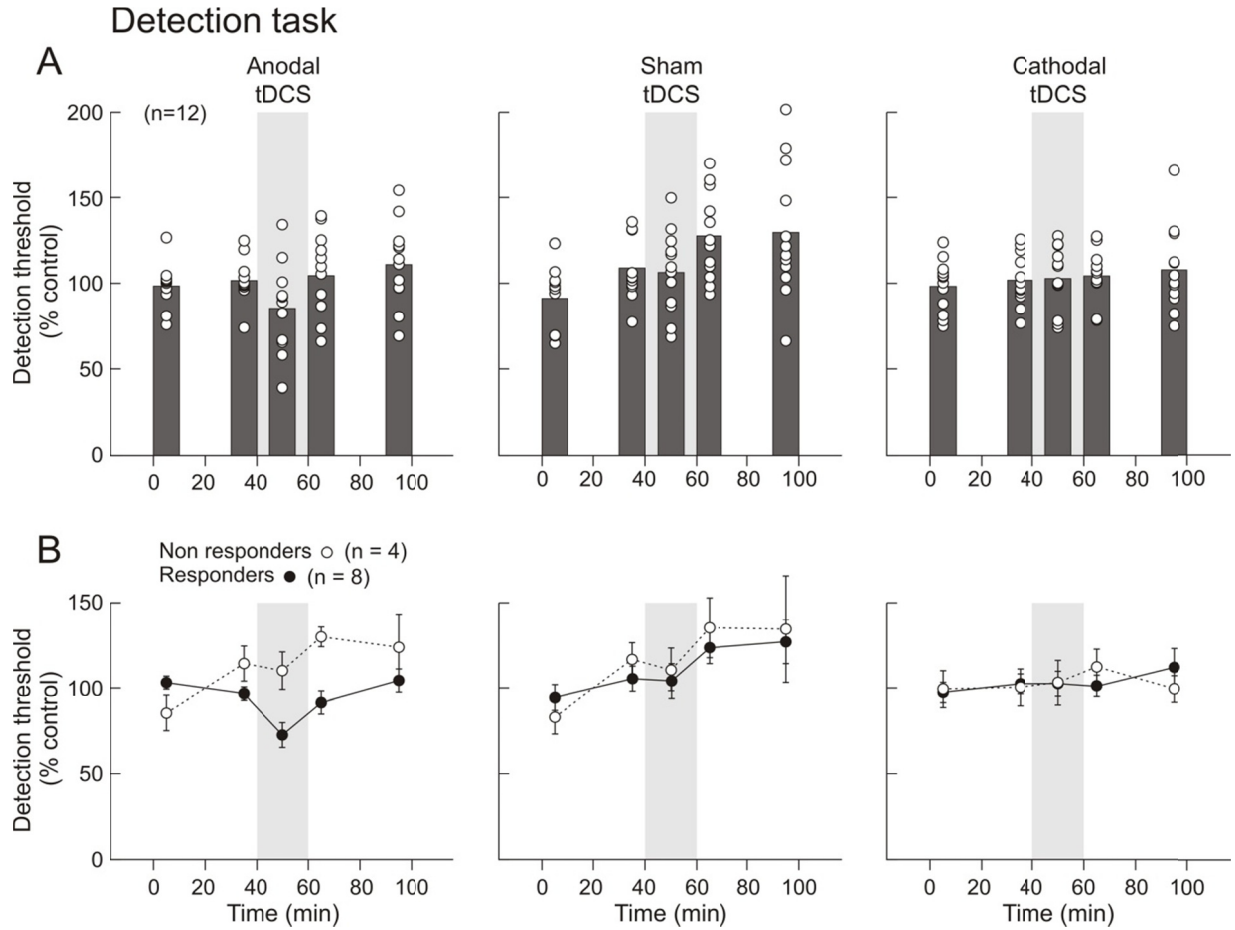 Detection task
A
Anodal
tDCS
Sham
tDCS
Cathodal
tDCS
(n=12)
Detection threshold
(% control)
200
150
100
50
0
0 20 40 60 80 100
0 20 40 60 80 100
0 20 40 60 80 100
B
Non responders (n = 4)
Responders (n = 8)
Detection threshold
(% control)
150
100
50
0
0 20 40 60 80 100
0 20 40 60 80 100
0 20 40 60 80 100
Time (min)
Time (min)
Time (min)